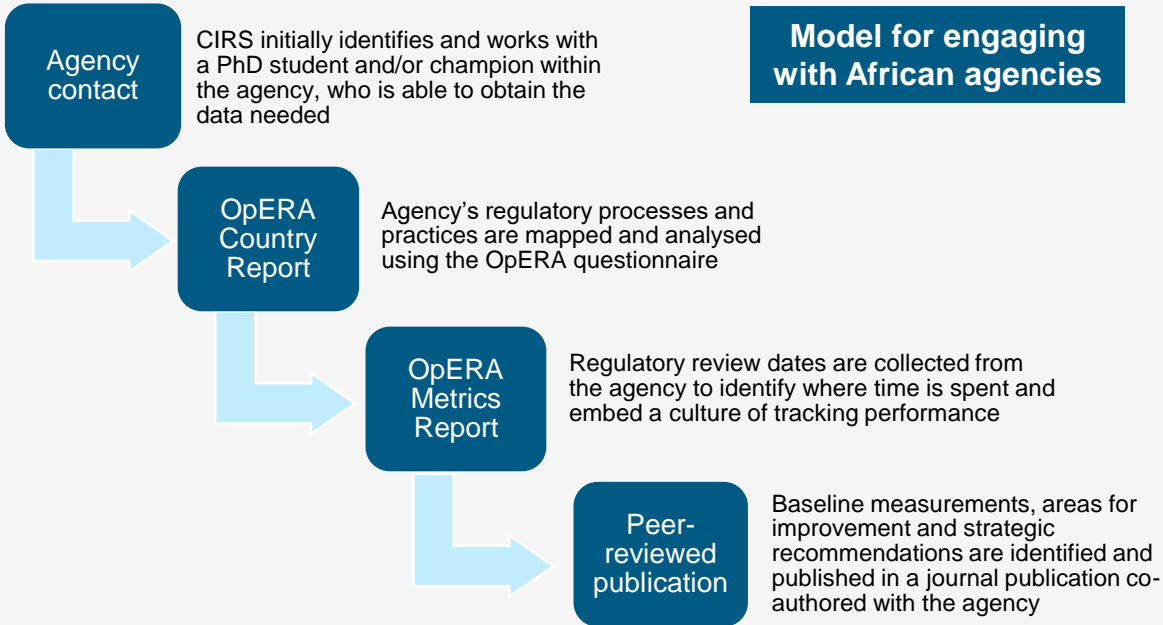 Agency
contact
CIRS initially identifies and works with
a PhD student and/or champion within
the agency, who is able to obtain the
data needed
Model for engaging
with African agencies
OpERA
Country
Report
Agency's regulatory processes and
practices are mapped and analysed
using the OpERA questionnaire
OpERA
Metrics
Report
Regulatory review dates are collected from
the agency to identify where time is spent and
embed a culture of tracking performance
Peer-
reviewed
publication
Baseline measurements, areas for
improvement and strategic
recommendations are identified and
published in a journal publication co-
authored with the agency